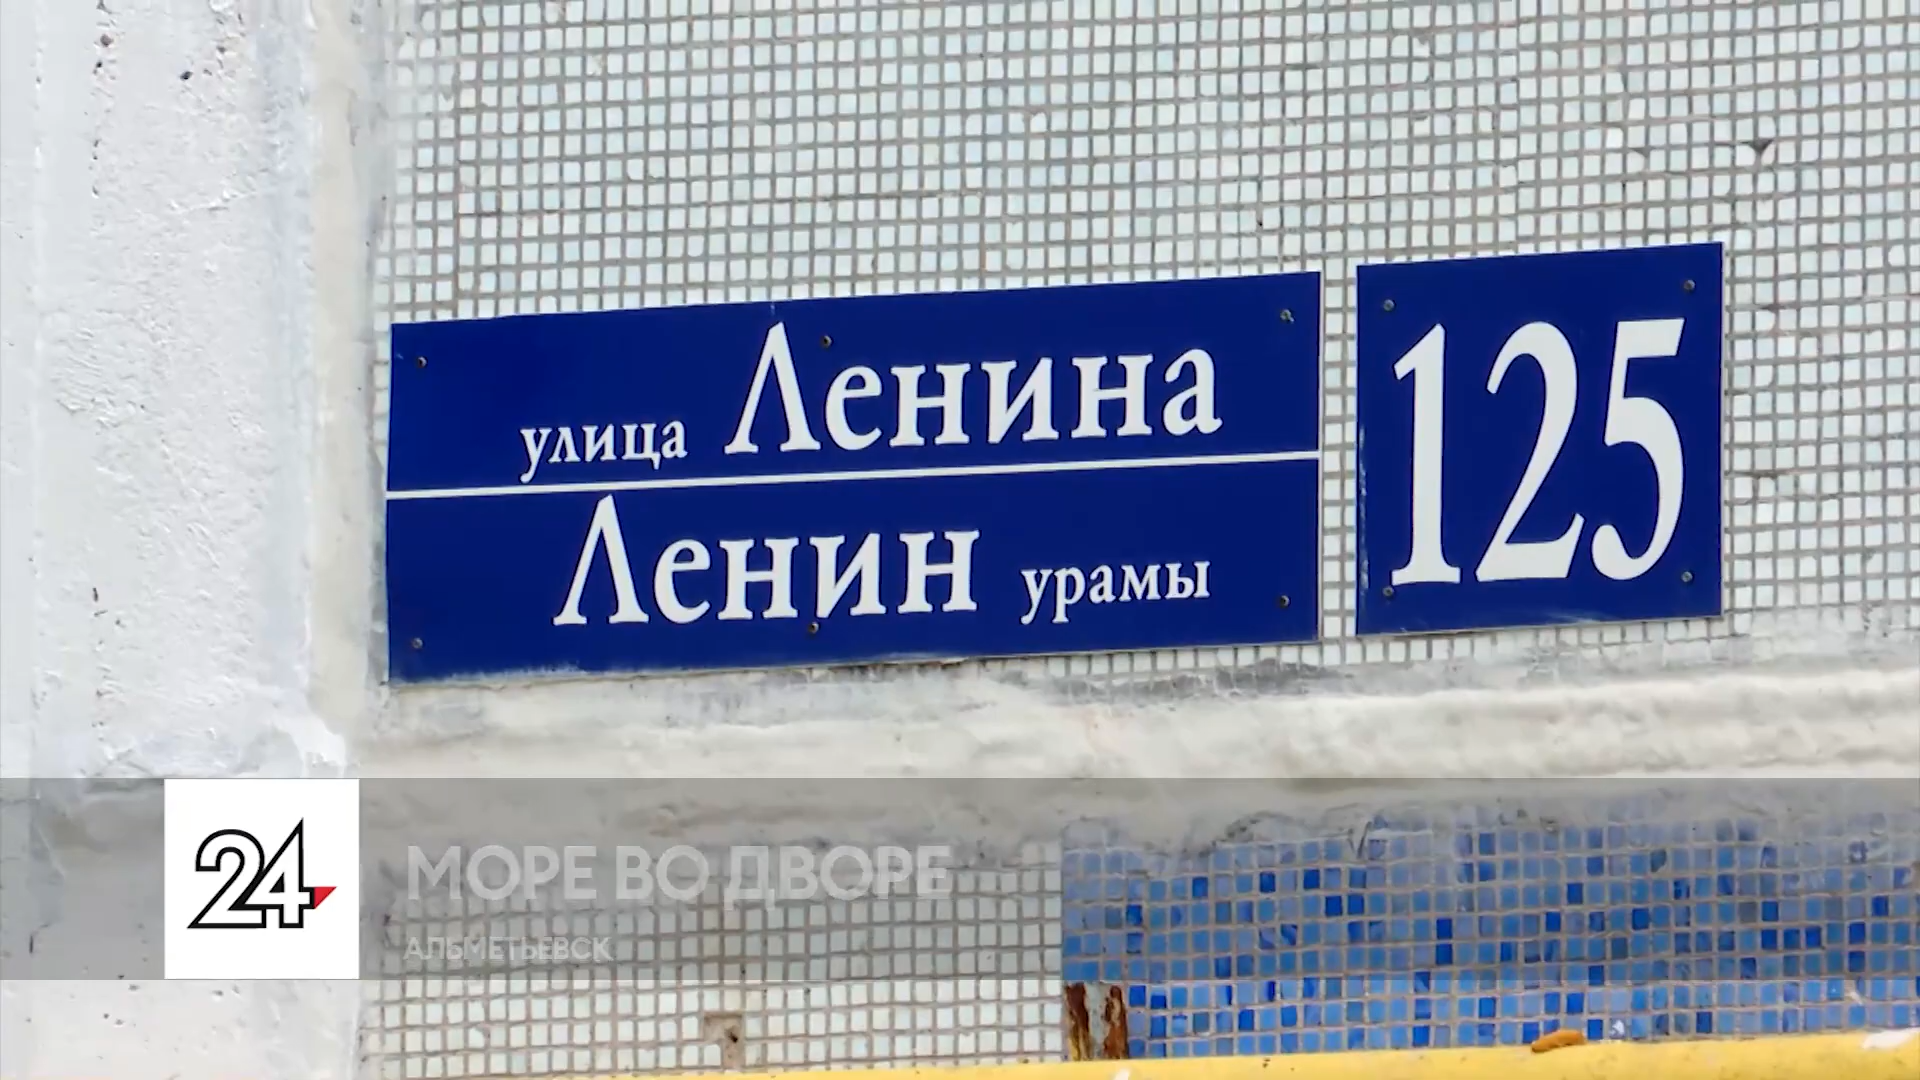 улица Ленина
Ленин урамы
125
24
МОРЕ ВО ДВОРЕ
АЛЬМЕТЬЕВСК